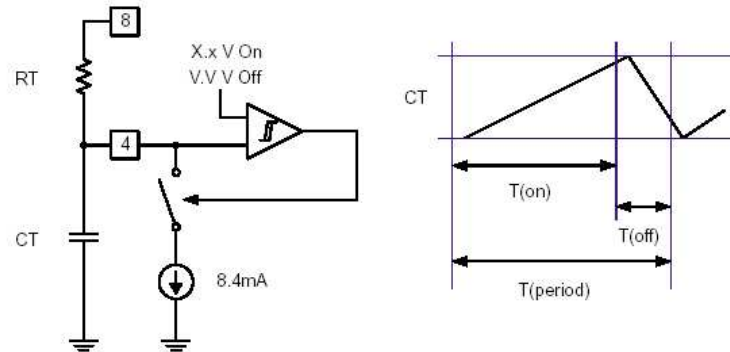 8
X.x V On
V.V V Off
RT
4
CT
8.4mA
CT
T(on)
T(off)
T(period)